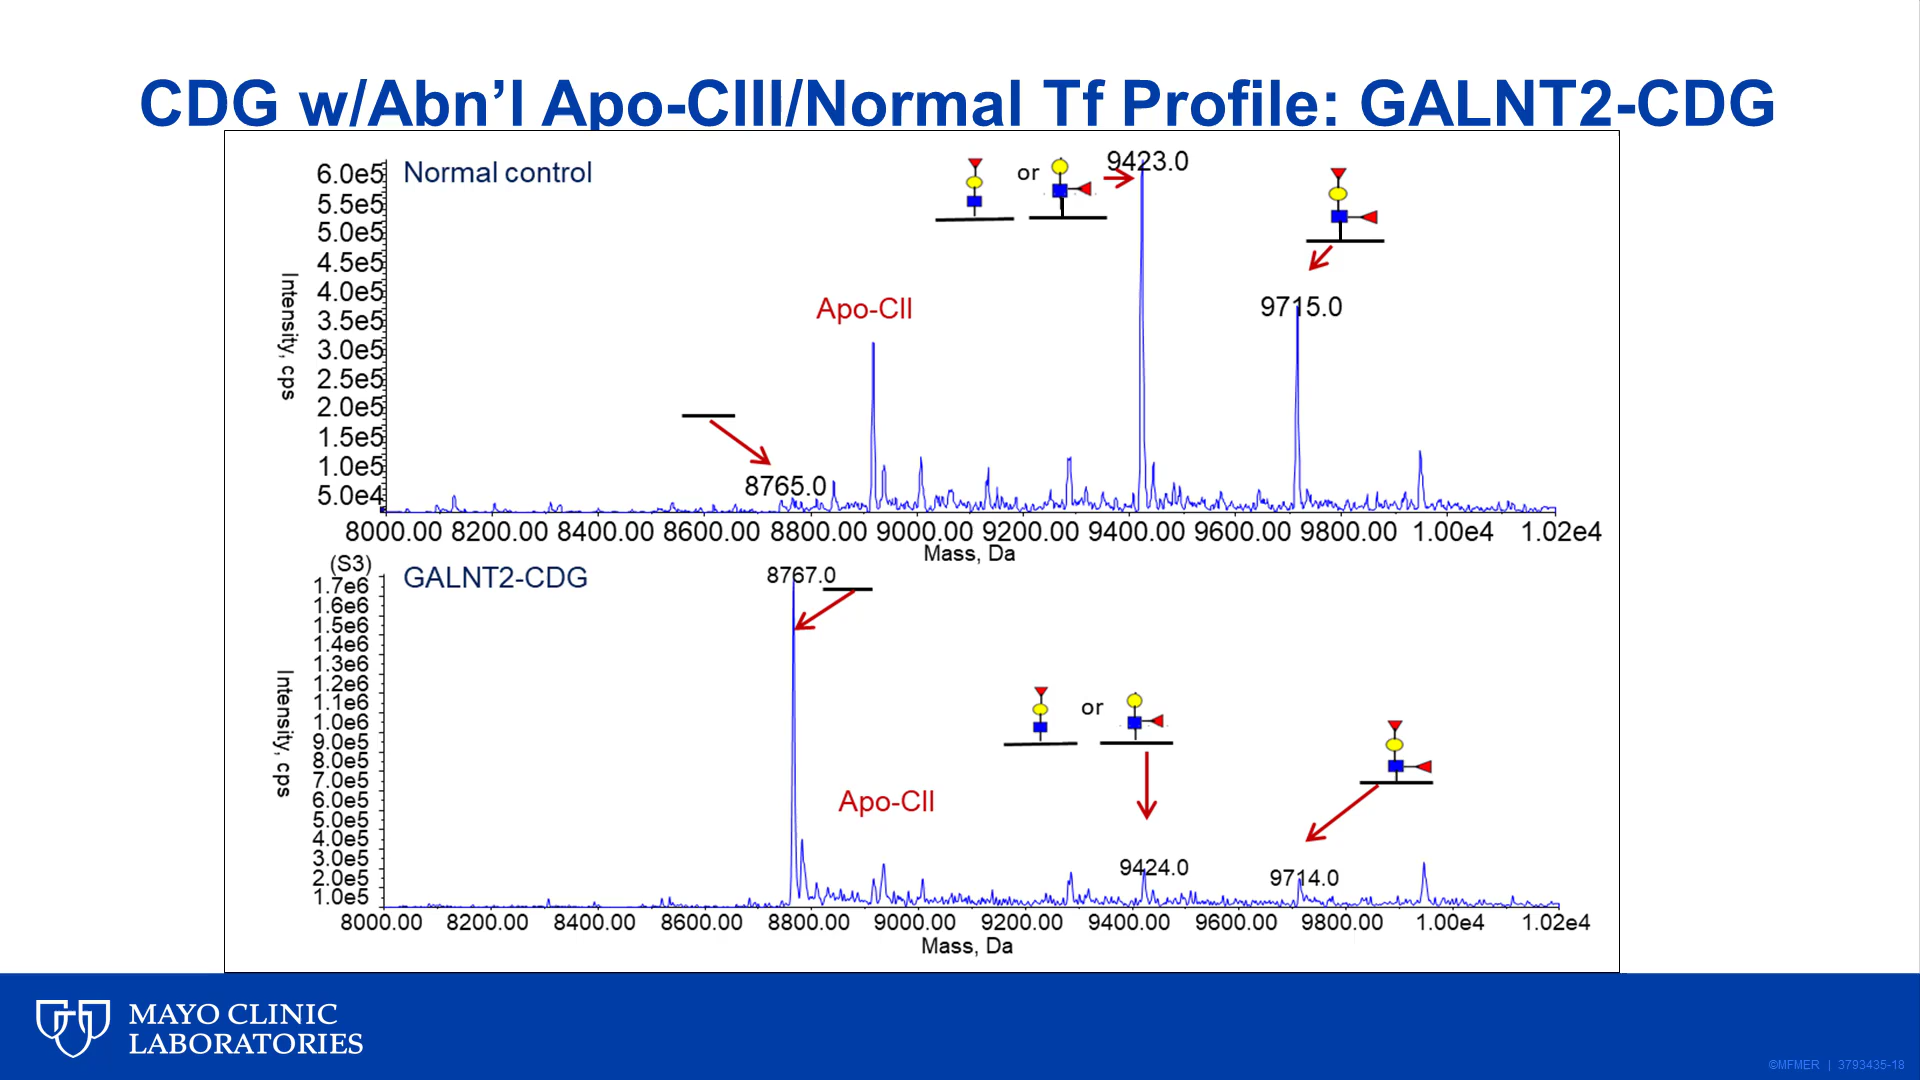 CDG w/Abn’l Apo-CIII/Normal Tf Profile: GALNT2-CDG
Normal control
or
9423.0
Apo-CII
9715.0
8765.0
Intensity, cps
6.0e5
5.5e5
5.0e5
4.5e5
4.0e5
3.5e5
3.0e5
2.5e5
2.0e5
1.5e5
1.0e5
5.0e4
8000.00 8200.00 8400.00 8600.00 8800.00 9000.00 9200.00 9400.00 9600.00 9800.00 1.00e4 1.02e4
Mass, Da
(S3)
GALNT2-CDG
8767.0
or
Apo-CII
9424.0
9714.0
Intensity, cps
1.7e6
1.6e6
1.5e6
1.4e6
1.3e6
1.2e6
1.1e6
1.0e6
9.0e5
8.0e5
7.0e5
6.0e5
5.0e5
4.0e5
3.0e5
2.0e5
1.0e5
8000.00 8200.00 8400.00 8600.00 8800.00 9000.00 9200.00 9400.00 9600.00 9800.00 1.00e4 1.02e4
Mass, Da
MAYO CLINIC
LABORATORIES
©MFMER | 3793435-18